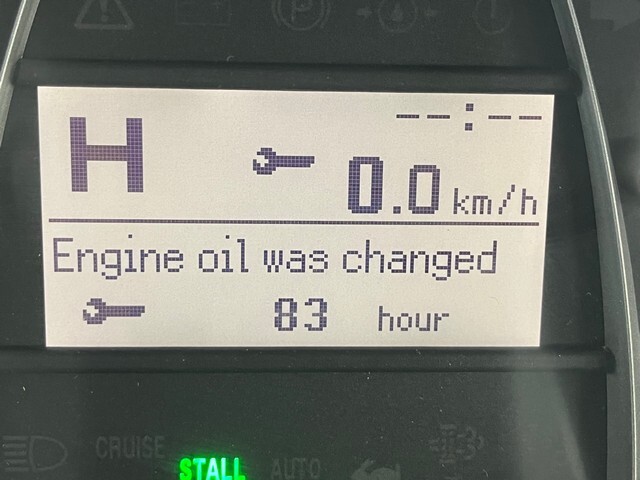 H
--:--
0.0 km/h
Engine oil was changed
83 hour
CRUISE
STALL
AUTO